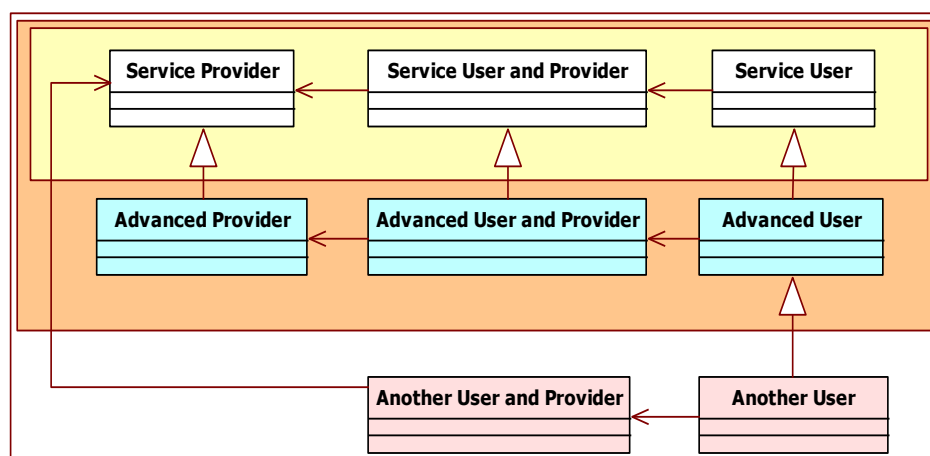 Service Provider
Service User and Provider
Service User
Advanced Provider
Advanced User and Provider
Advanced User
Another User and Provider
Another User